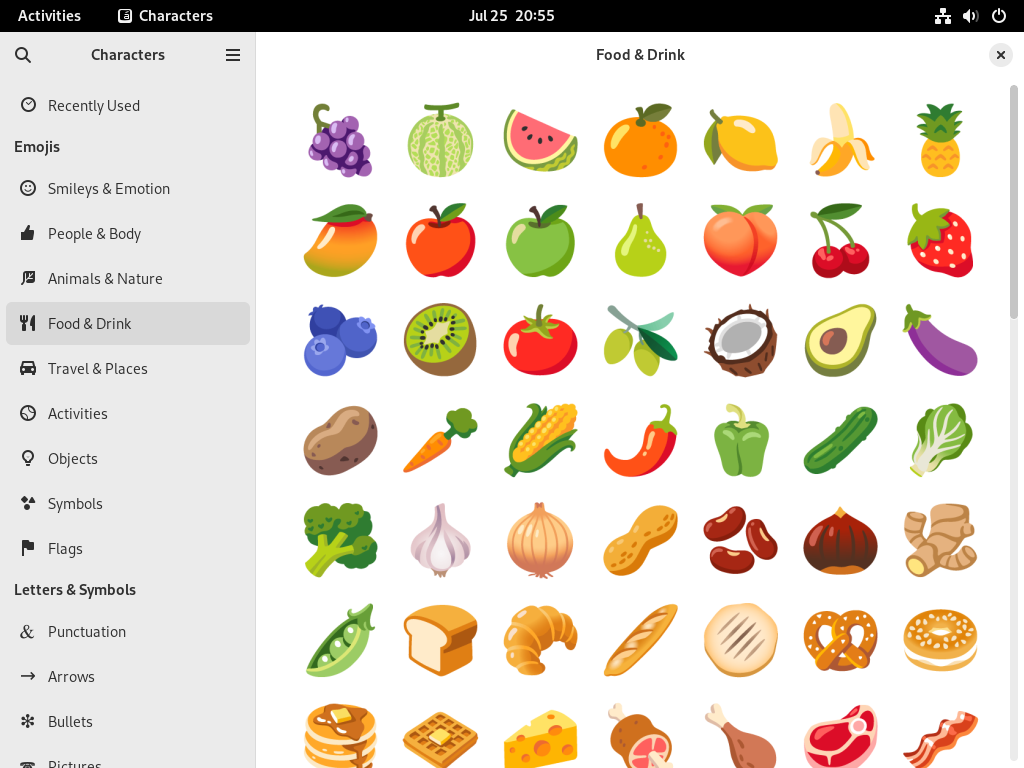 Activities
Characters
Jul 25 20:55
Characters
Food & Drink
Recently Used
Emojis
Smileys & Emotion
People & Body
Animals & Nature
Food & Drink
Travel & Places
Activities
Objects
Symbols
Flags
Letters & Symbols
& Punctuation
Arrows
Bullets
Pictures